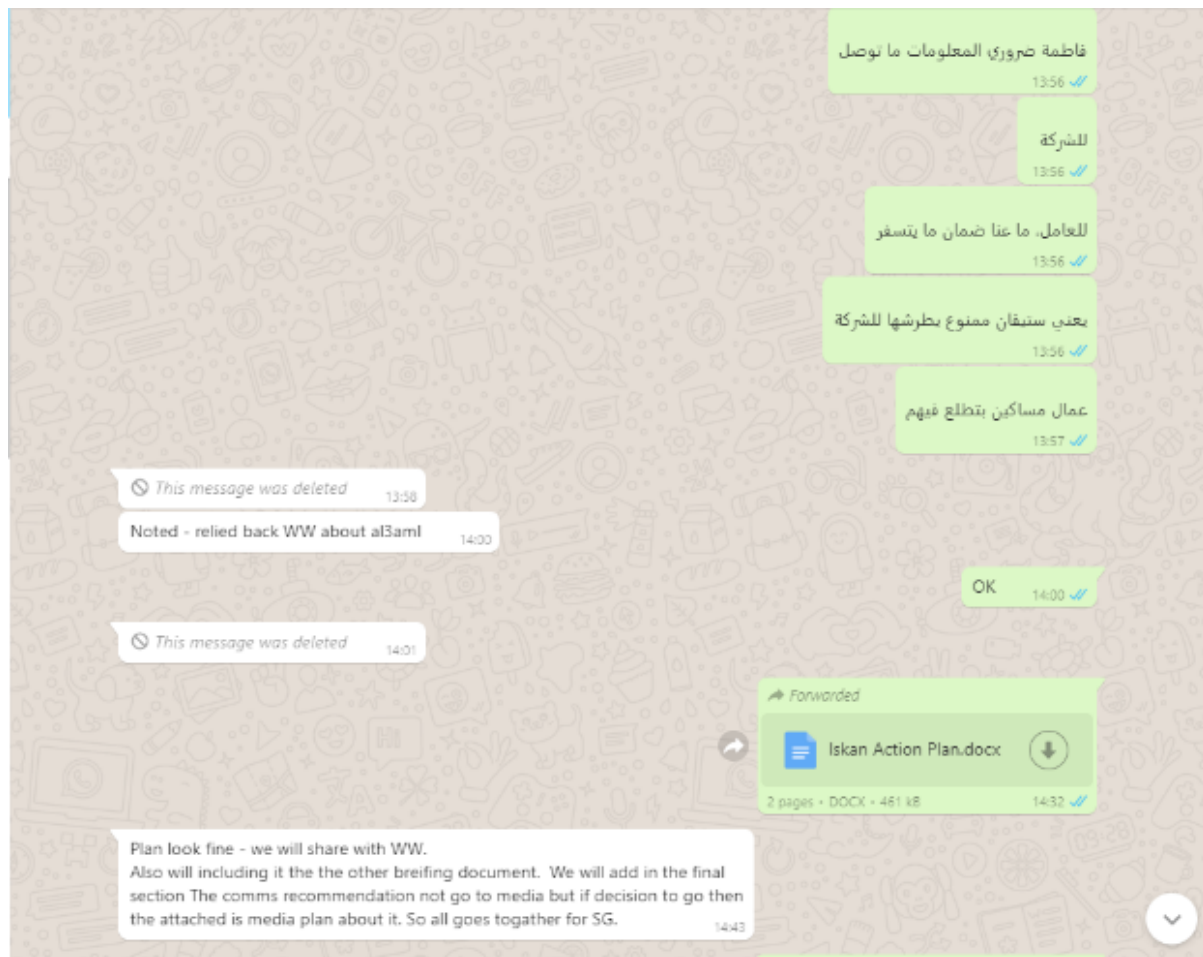 فاطمة ضروري المعلومات ما توصل
13:56
للشركة
13:56
للعامل. ما عنا ضمان ما يتسفر
13:56
يعني ستيفان ممنوع يطرشها للشركة
13:56
عمال مساكين بتطلع فيهم
13:57
This message was deleted 13:58
Noted - relied back WW about al3aml 14:00
OK 14:00
This message was deleted 14:01
Forwarded
Iskan Action Plan.docx
2 pages • DOCX • 461 kB 14:32
Plan look fine - we will share with WW.
Also will including it the the other breifing document. We will add in the final
section The comms recommendation not go to media but if decision to go then
the attached is media plan about it. So all goes togather for SG. 14:43